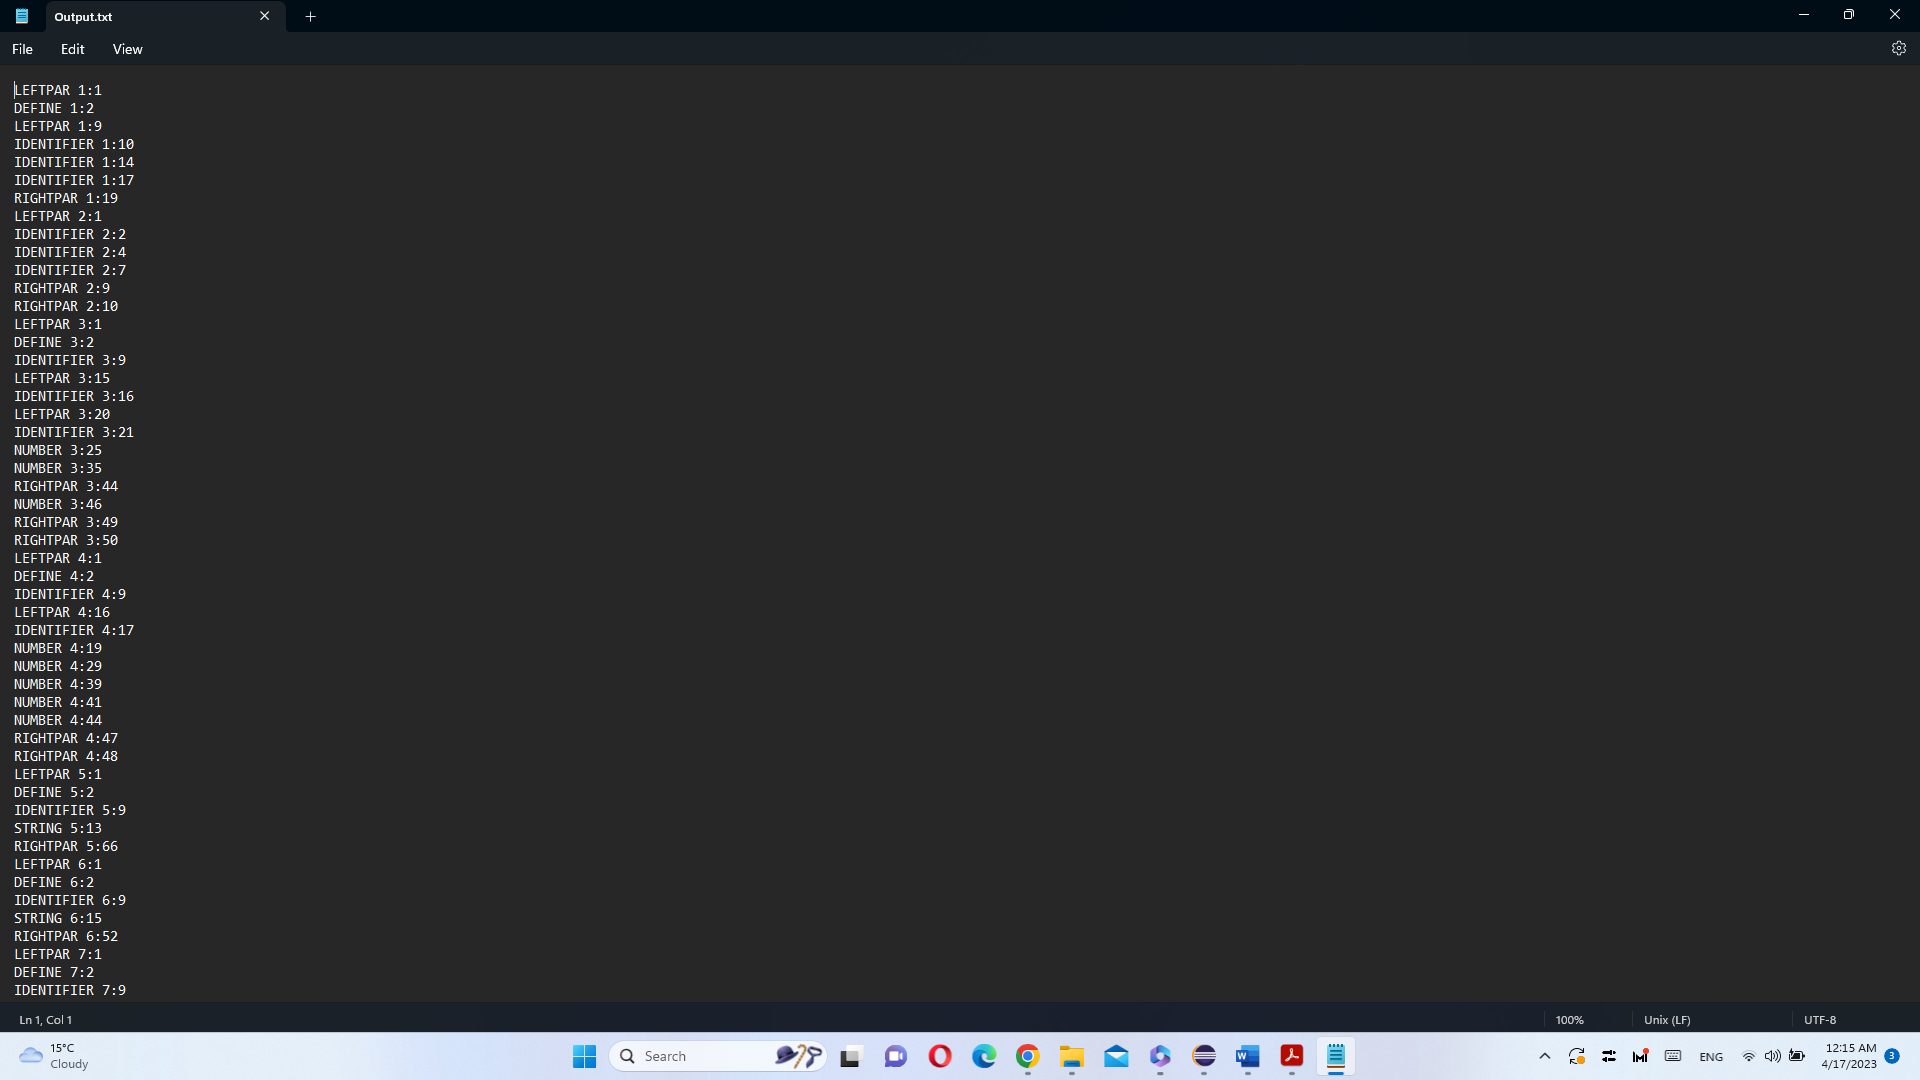 Output.txt
File Edit View
LEFTPAR 1:1
DEFINE 1:2
LEFTPAR 1:9
IDENTIFIER 1:10
IDENTIFIER 1:14
IDENTIFIER 1:17
RIGHTPAR 1:19
LEFTPAR 2:1
IDENTIFIER 2:2
IDENTIFIER 2:4
IDENTIFIER 2:7
RIGHTPAR 2:9
RIGHTPAR 2:10
LEFTPAR 3:1
DEFINE 3:2
IDENTIFIER 3:9
LEFTPAR 3:15
IDENTIFIER 3:16
LEFTPAR 3:20
IDENTIFIER 3:21
NUMBER 3:25
NUMBER 3:35
RIGHTPAR 3:44
NUMBER 3:46
RIGHTPAR 3:49
RIGHTPAR 3:50
LEFTPAR 4:1
DEFINE 4:2
IDENTIFIER 4:9
LEFTPAR 4:16
IDENTIFIER 4:17
NUMBER 4:19
NUMBER 4:29
NUMBER 4:39
NUMBER 4:41
NUMBER 4:44
RIGHTPAR 4:47
RIGHTPAR 4:48
LEFTPAR 5:1
DEFINE 5:2
IDENTIFIER 5:9
STRING 5:13
RIGHTPAR 5:66
LEFTPAR 6:1
DEFINE 6:2
IDENTIFIER 6:9
STRING 6:15
RIGHTPAR 6:52
LEFTPAR 7:1
DEFINE 7:2
IDENTIFIER 7:9
Ln 1, Col 1 100% Unix (LF) UTF-8
15°C
Cloudy
Search
ENG
12:15 AM
4/17/2023
3